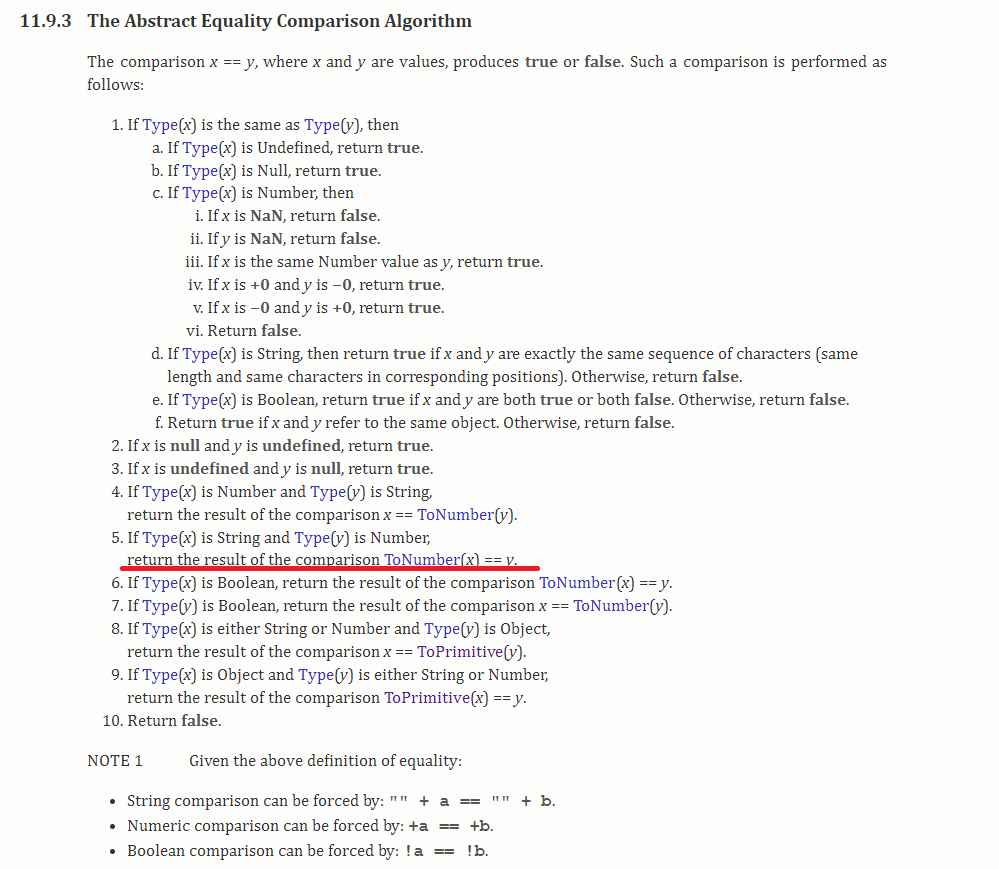 11.9.3 The Abstract Equality Comparison Algorithm
The comparison x == y, where x and y are values, produces true or false. Such a comparison is performed as
follows:
1. If Type(x) is the same as Type(y), then
a. If Type(x) is Undefined, return true.
b. If Type(x) is Null, return true.
c. If Type(x) is Number, then
i. If x is NaN, return false.
ii. If y is NaN, return false.
iii. If x is the same Number value as y, return true.
iv. If x is +0 and y is −0, return true.
v. If x is −0 and y is +0, return true.
vi. Return false.
d. If Type(x) is String, then return true if x and y are exactly the same sequence of characters (same
length and same characters in corresponding positions). Otherwise, return false.
e. If Type(x) is Boolean, return true if x and y are both true or both false. Otherwise, return false.
f. Return true if x and y refer to the same object. Otherwise, return false.
2. If x is null and y is undefined, return true.
3. If x is undefined and y is null, return true.
4. If Type(x) is Number and Type(y) is String,
return the result of the comparison x == ToNumber(y).
5. If Type(x) is String and Type(y) is Number,
return the result of the comparison ToNumber(x) == y.
6. If Type(x) is Boolean, return the result of the comparison ToNumber(x) == y.
7. If Type(y) is Boolean, return the result of the comparison x == ToNumber(y).
8. If Type(x) is either String or Number and Type(y) is Object,
return the result of the comparison x == ToPrimitive(y).
9. If Type(x) is Object and Type(y) is either String or Number,
return the result of the comparison ToPrimitive(x) == y.
10. Return false.
NOTE 1 Given the above definition of equality:
• String comparison can be forced by: "" + a == "" + b.
• Numeric comparison can be forced by: +a == +b.
• Boolean comparison can be forced by: !a == !b.